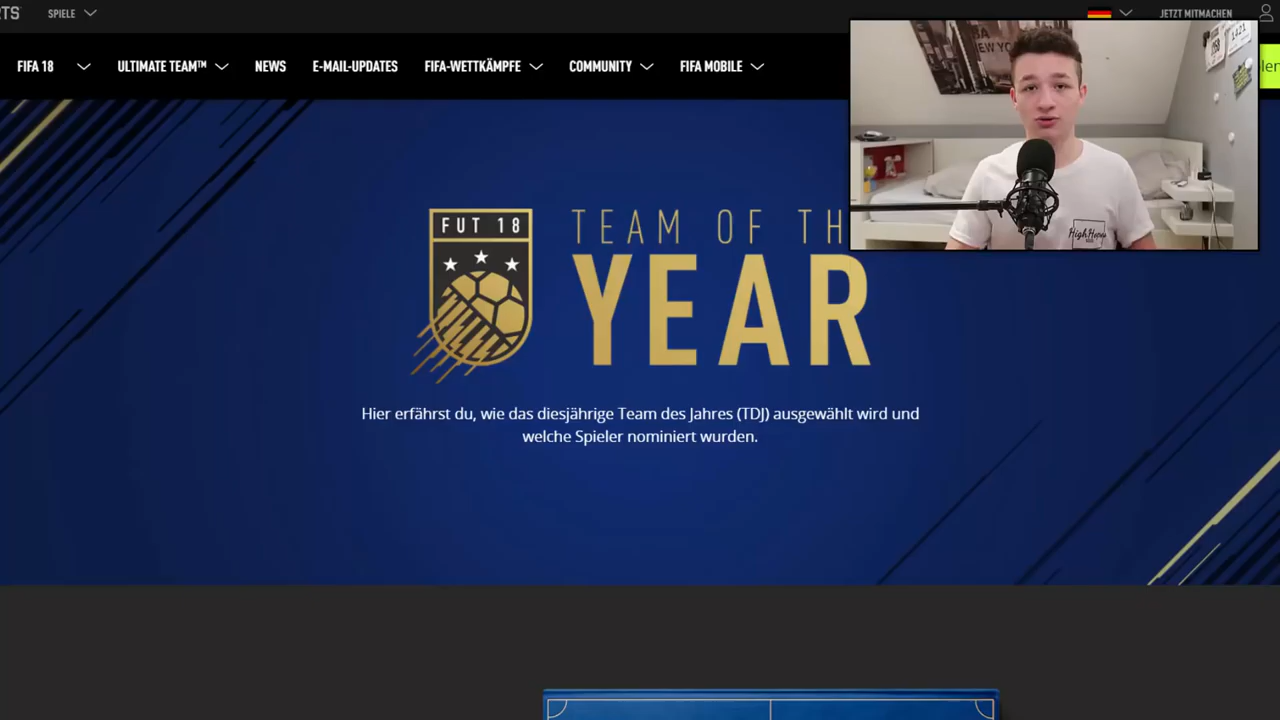 RTS SPIELE JETZT MITMACHEN
FIFA 18 ULTIMATE TEAM™ NEWS E-MAIL-UPDATES FIFA-WETTKÄMPFE COMMUNITY FIFA MOBILE
FUT 18
TEAM OF TH
YEAR
Hier erfährst du, wie das diesjährige Team des Jahres (TDJ) ausgewählt wird und
welche Spieler nominiert wurden.